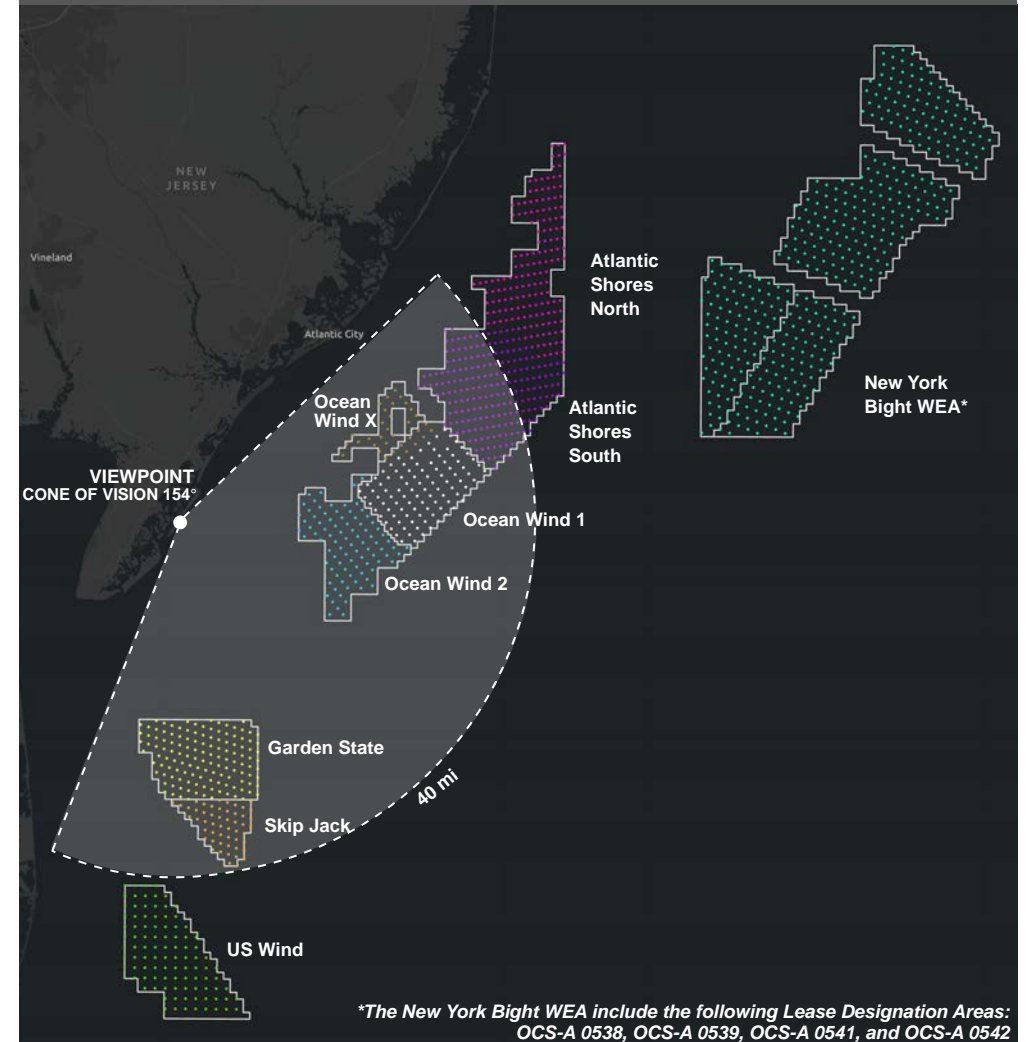 NEW
JERSEY
Vineland
Atlantic City
Atlantic
Shores
North
New York
Bight WEA*
Ocean
Wind X
Atlantic
Shores
South
VIEWPOINT
CONE OF VISION 154°
Ocean Wind 1
Ocean Wind 2
Garden State
40 mi
Skip Jack
US Wind
*The New York Bight WEA include the following Lease Designation Areas:
OCS-A 0538, OCS-A 0539, OCS-A 0541, and OCS-A 0542